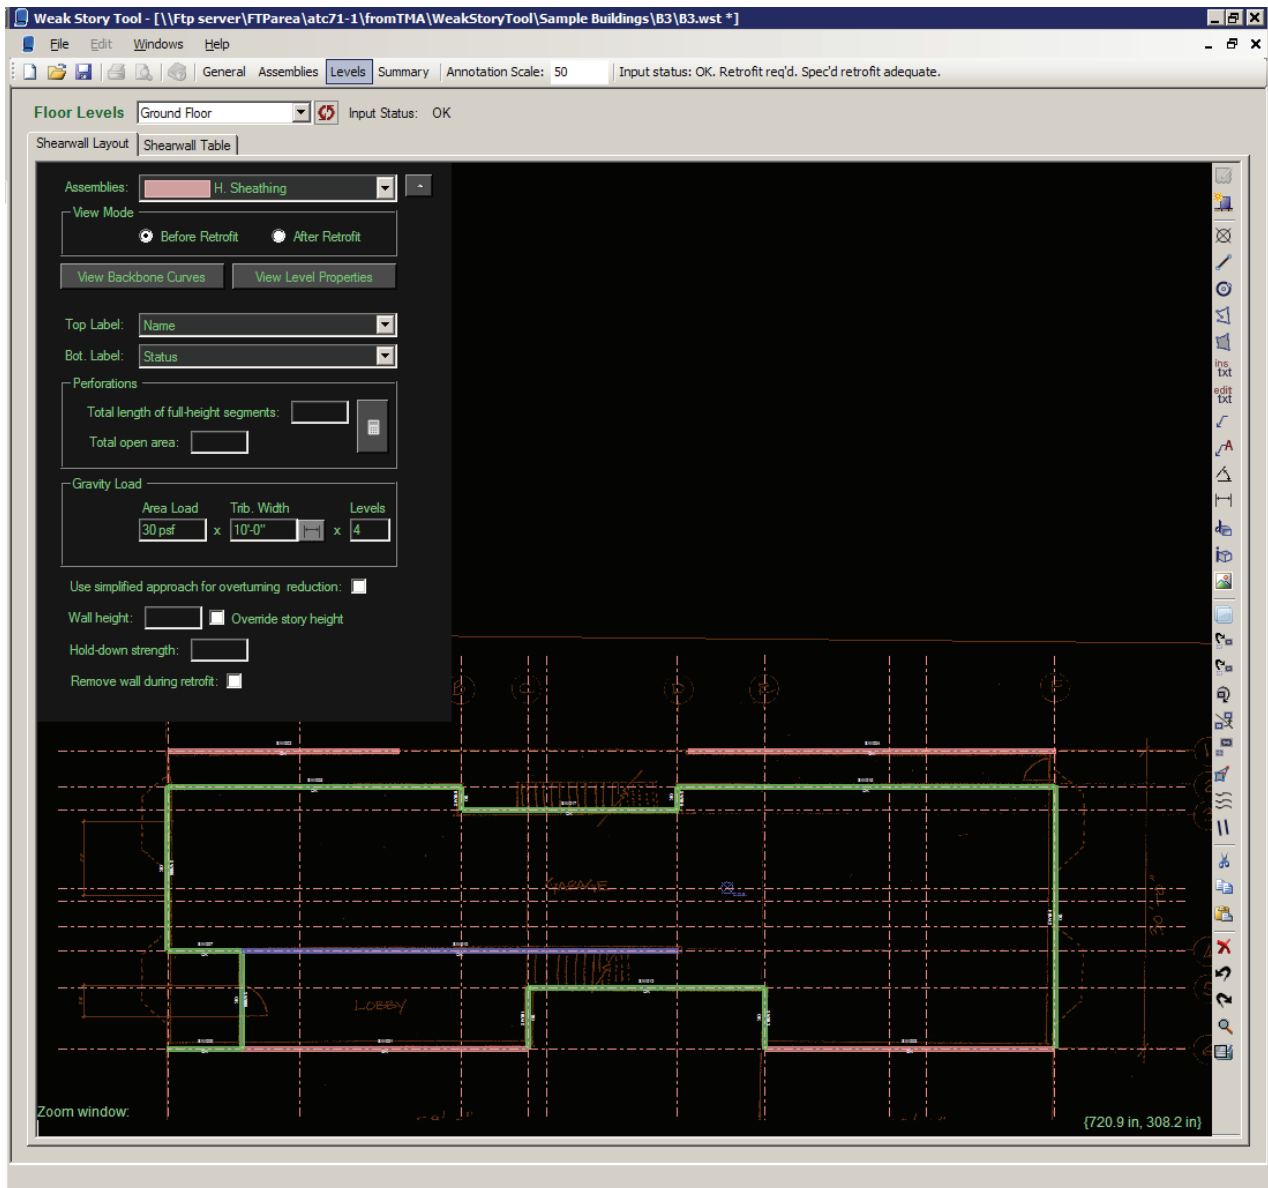 Weak Story Tool - [\\Ftp server\FTParea\atc71-1\fromTMA\WeakStoryTool\Sample Buildings\B3\B3.wst *]
File Edit Windows Help
General Assemblies Levels Summary Annotation Scale: 50 Input status: OK. Retrofit req'd. Spec'd retrofit adequate.
Floor Levels Ground Floor Input Status: OK
Shearwall Layout Shearwall Table
Assemblies: H. Sheathing
View Mode
Before Retrofit After Retrofit
View Backbone Curves View Level Properties
Top Label: Name
Bot. Label: Status
Perforations
Total length of full-height segments:
Total open area:
Gravity Load
Area Load Trib. Width Levels
30 psf x 10'-0" x 4
Use simplified approach for overturning reduction:
Wall height: Override story height
Hold-down strength:
Remove wall during retrofit:
ins
txt
edit
txt
A
B C D E F
GARAGE
LOBBY
Zoom window:
{720.9 in, 308.2 in}